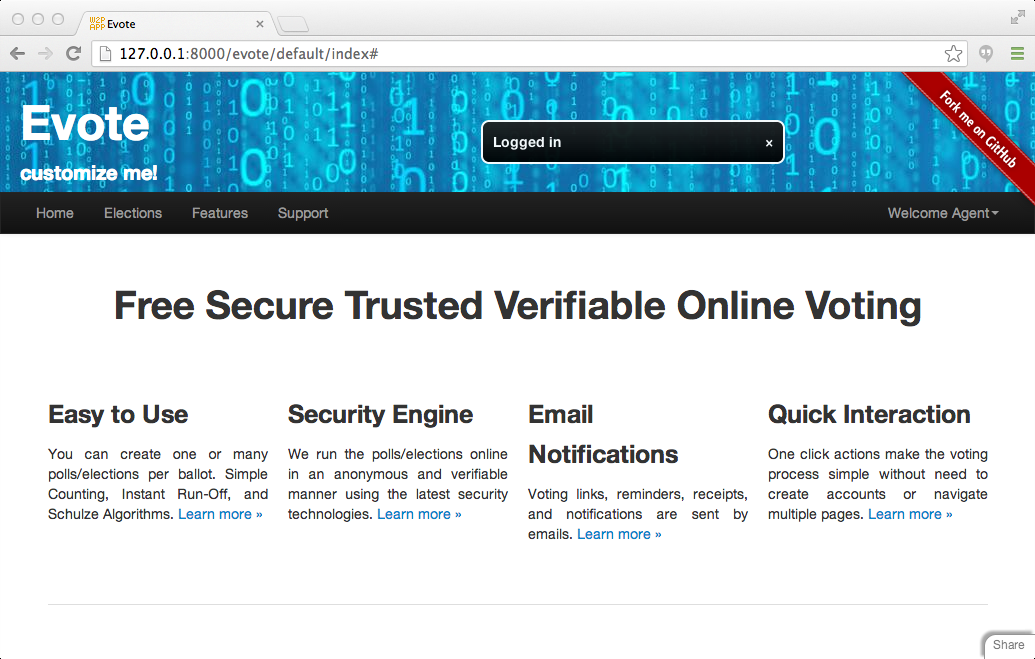 WEP APP Evote
127.0.0.1:8000/evote/default/index#
Evote
customize me!
Logged in ×
Fork me on GitHub
Home Elections Features Support Welcome Agent
Free Secure Trusted Verifiable Online Voting
Easy to Use
You can create one or many
polls/elections per ballot. Simple
Counting, Instant Run-Off, and
Schulze Algorithms. Learn more »
Security Engine
We run the polls/elections online
in an anonymous and verifiable
manner using the latest security
technologies. Learn more »
Email
Notifications
Voting links, reminders, receipts,
and notifications are sent by
emails. Learn more »
Quick Interaction
One click actions make the voting
process simple without need to
create accounts or navigate
multiple pages. Learn more »
Share